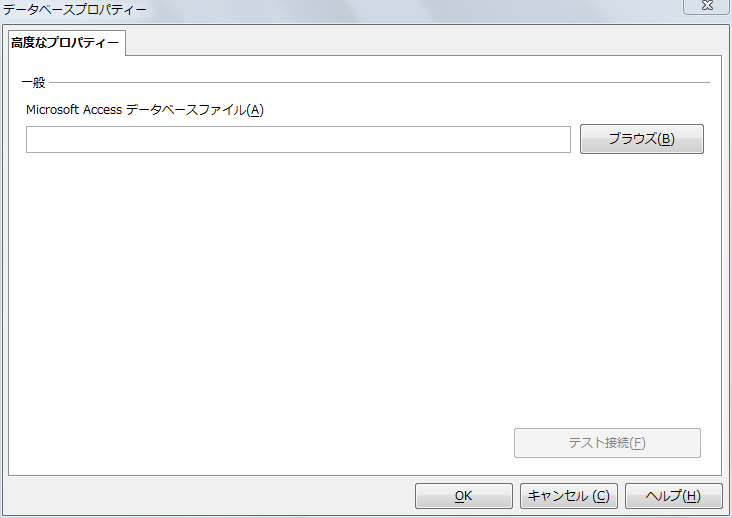 データベースプロパティー
高度なプロパティー
一般
Microsoft Access データベースファイル(A)
ブラウズ(B)
テスト接続(F)
OK キャンセル (C) ヘルプ(H)